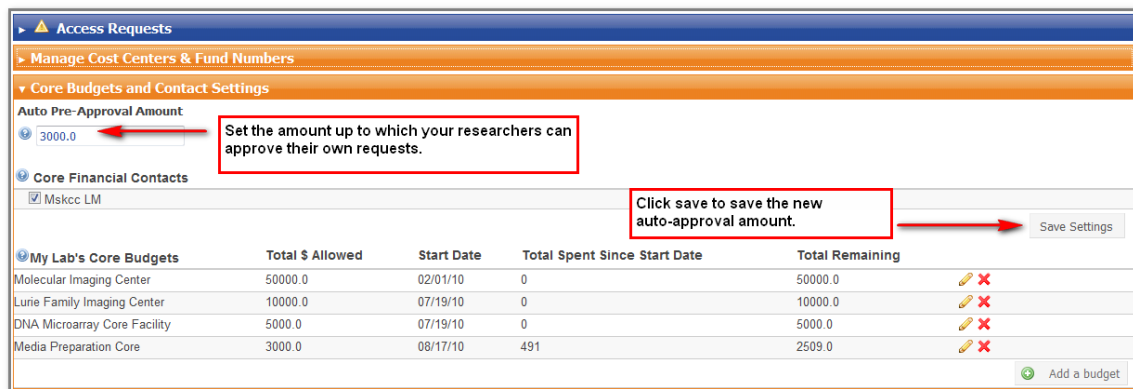 Access Requests
Manage Cost Centers & Fund Numbers
Core Budgets and Contact Settings
Auto Pre-Approval Amount
3000.0
Set the amount up to which your researchers can
approve their own requests.
Core Financial Contacts
Mskcc LM
Click save to save the new
auto-approval amount.
Save Settings
My Lab's Core Budgets Total $ Allowed Start Date Total Spent Since Start Date Total Remaining
Molecular Imaging Center 50000.0 02/01/10 0 50000.0
Lurie Family Imaging Center 10000.0 07/19/10 0 10000.0
DNA Microarray Core Facility 5000.0 07/19/10 0 5000.0
Media Preparation Core 3000.0 08/17/10 491 2509.0
Add a budget